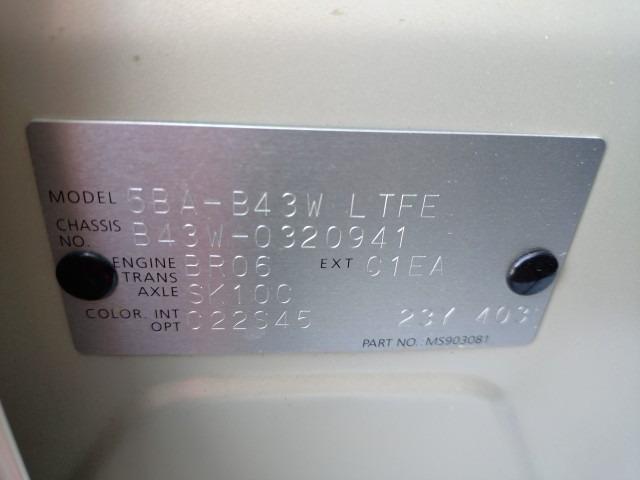 MODEL 5BA-B43W LTFE
CHASSIS NO. B43W-0320941
ENGINE BR06 EXT C1EA
TRANS AXLE SK10C
COLOR. INT OPT C22S45 23Y 403
PART NO. MS903081